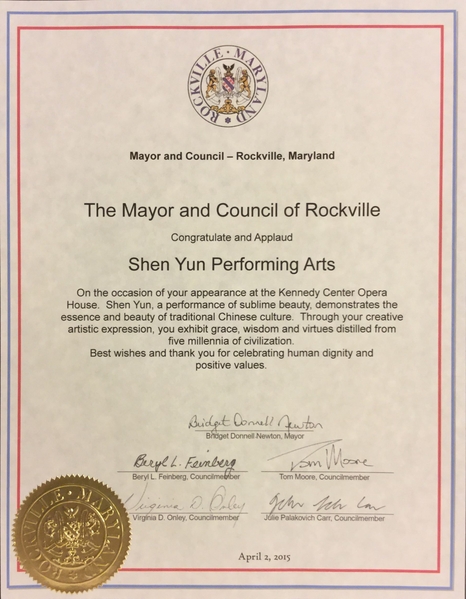 ROCKVILLE · MARYLAND
Mayor and Council – Rockville, Maryland
The Mayor and Council of Rockville
Congratulate and Applaud
Shen Yun Performing Arts
On the occasion of your appearance at the Kennedy Center Opera
House. Shen Yun, a performance of sublime beauty, demonstrates the
essence and beauty of traditional Chinese culture. Through your creative
artistic expression, you exhibit grace, wisdom and virtues distilled from
five millennia of civilization.
Best wishes and thank you for celebrating human dignity and
positive values.
Bridget Donnell Newton
Bridget Donnell Newton, Mayor
Beryl L. Feinberg Tom Moore
Beryl L. Feinberg, Councilmember Tom Moore, Councilmember
Virginia D. Onley
Virginia D. Onley, Councilmember Julie Palakovich Carr, Councilmember
ROCKVILLE · MARYLAND
April 2, 2015